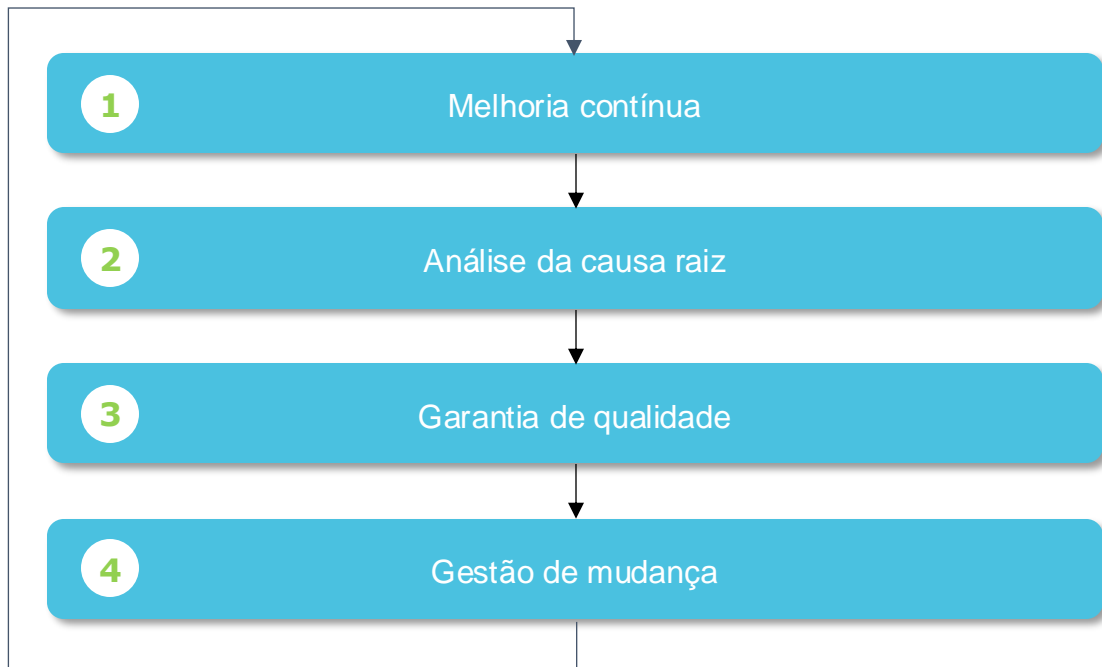 1 Melhoria contínua
2 Análise da causa raiz
3 Garantia de qualidade
4 Gestão de mudança